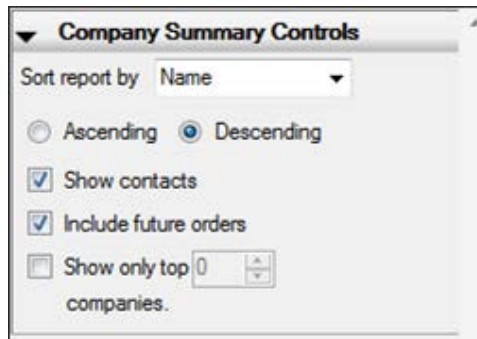 Company Summary Controls
Sort report by Name
Ascending Descending
Show contacts
Include future orders
Show only top 0
companies.